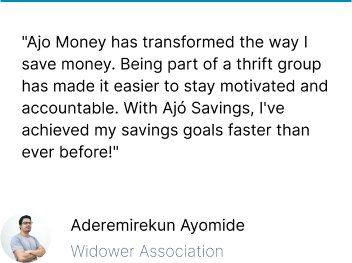 "Ajo Money has transformed the way I
save money. Being part of a thrift group
has made it easier to stay motivated and
accountable. With Ajó Savings, I've
achieved my savings goals faster than
ever before!"
Aderemirekun Ayomide
Widower Association